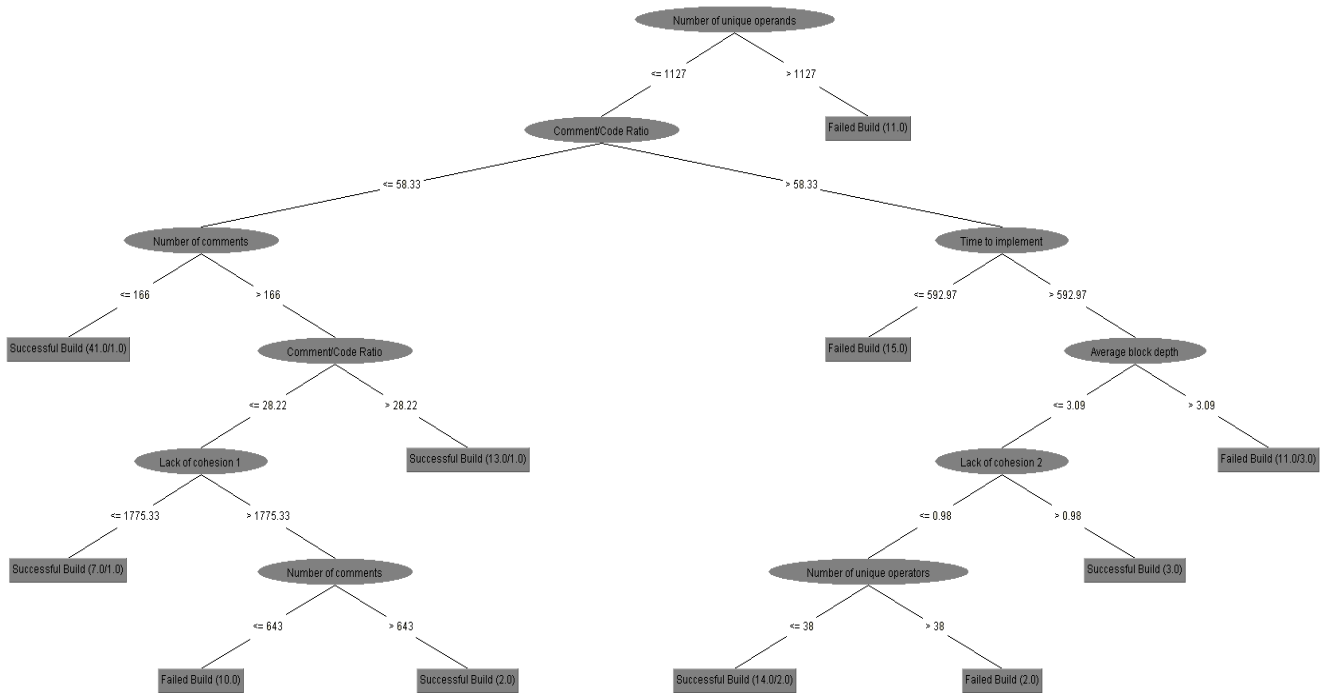 Number of unique operands
<= 1127
> 1127
Comment/Code Ratio
Failed Build (11.0)
<= 58.33
> 58.33
Number of comments
Time to implement
<= 166
> 166
<= 592.97
> 592.97
Successful Build (41.0/1.0)
Comment/Code Ratio
Failed Build (15.0)
Average block depth
<= 28.22
> 28.22
<= 3.09
> 3.09
Lack of cohesion 1
Successful Build (13.0/1.0)
Lack of cohesion 2
Failed Build (11.0/3.0)
<= 1775.33
> 1775.33
<= 0.98
> 0.98
Successful Build (7.0/1.0)
Number of comments
Number of unique operators
Successful Build (3.0)
<= 643
> 643
<= 38
> 38
Failed Build (10.0)
Successful Build (2.0)
Successful Build (14.0/2.0)
Failed Build (2.0)